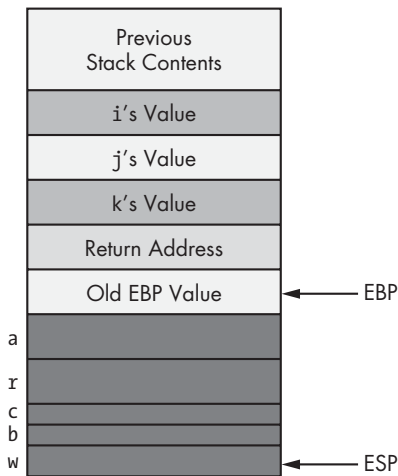 Previous
Stack Contents
i's Value
j's Value
k's Value
Return Address
Old EBP Value
EBP
a
r
c
b
w
ESP